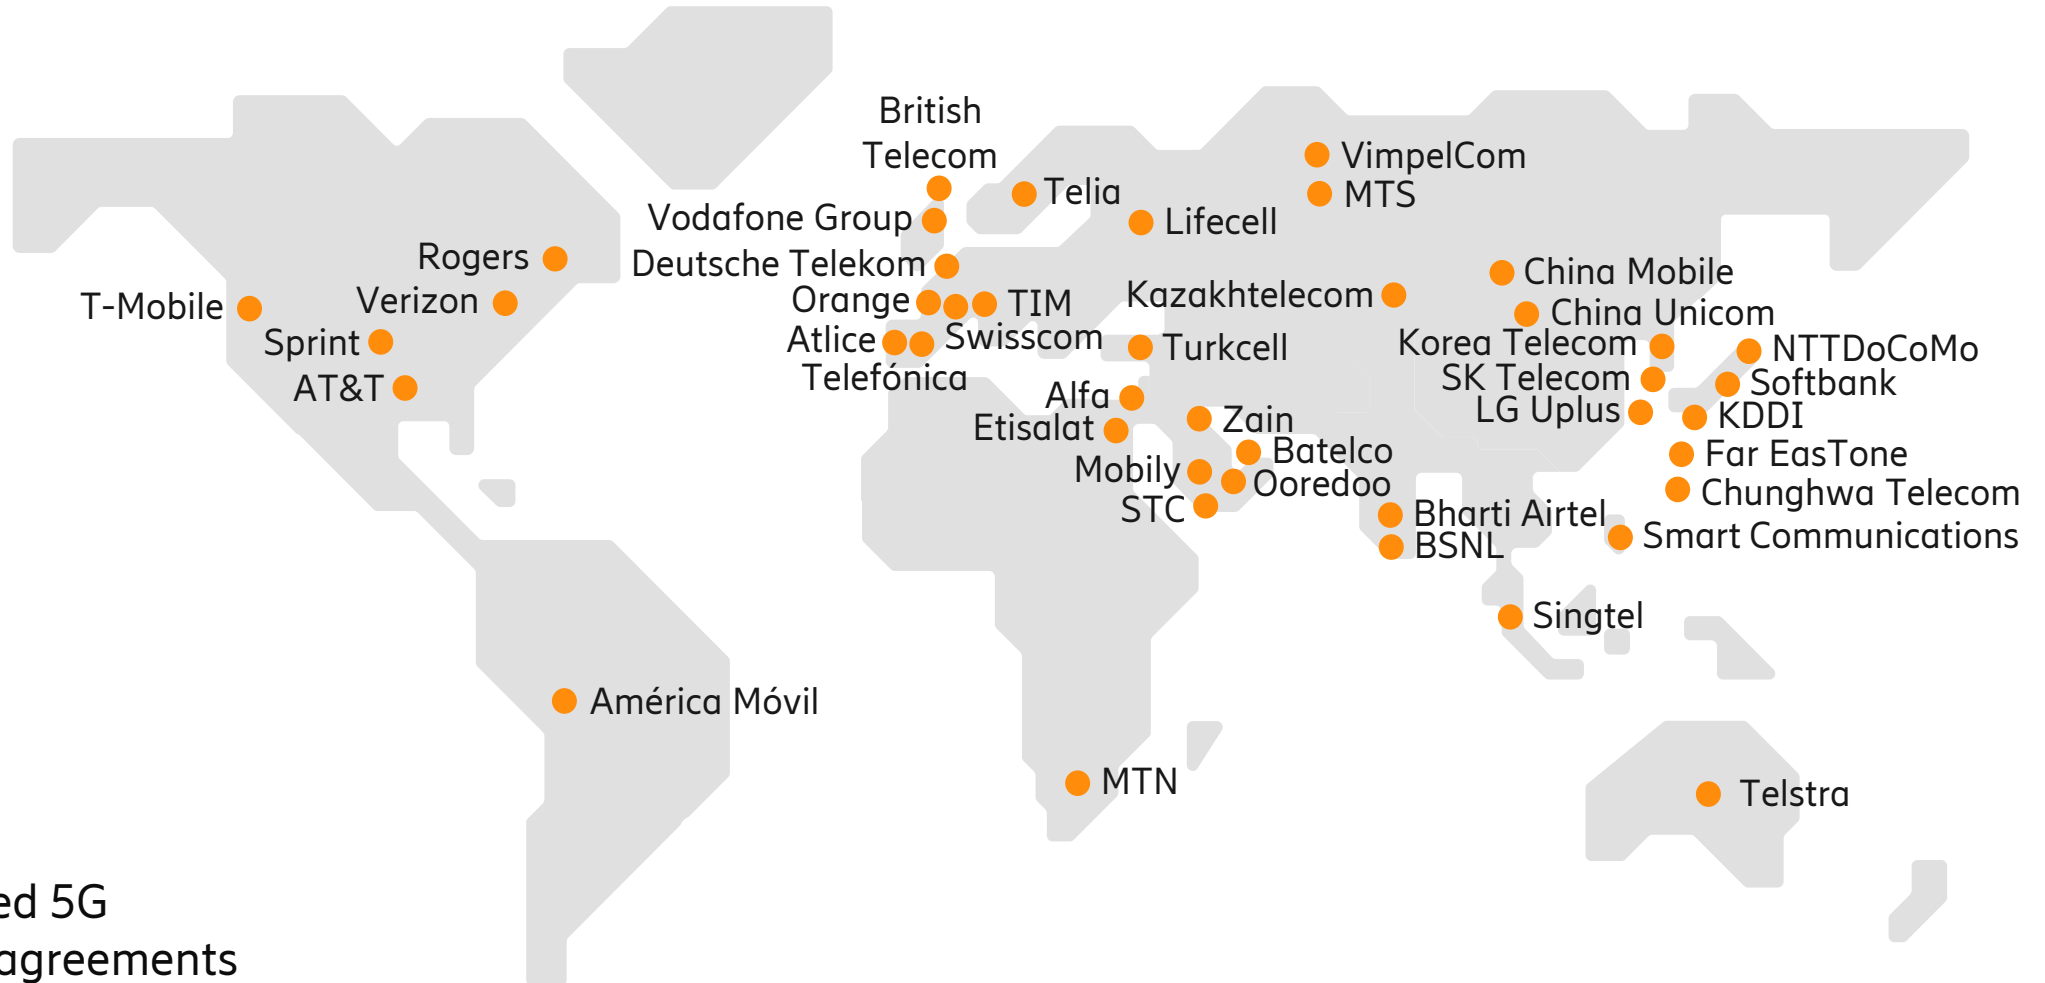 British
Telecom
VimpelCom
MTS
Telia
Vodafone Group
Lifecell
Rogers
Deutsche Telekom
China Mobile
T-Mobile
Verizon
Orange
TIM
Kazakhtelecom
China Unicom
Sprint
Atlice
Swisscom
Turkcell
Korea Telecom
NTTDoCoMo
AT&T
Telefónica
SK Telecom
Softbank
Alfa
Zain
LG Uplus
KDDI
Etisalat
Batelco
Far EasTone
Mobily
Ooredoo
Chunghwa Telecom
STC
Bharti Airtel
BSNL
Smart Communications
Singtel
América Móvil
MTN
Telstra
ed 5G
agreements